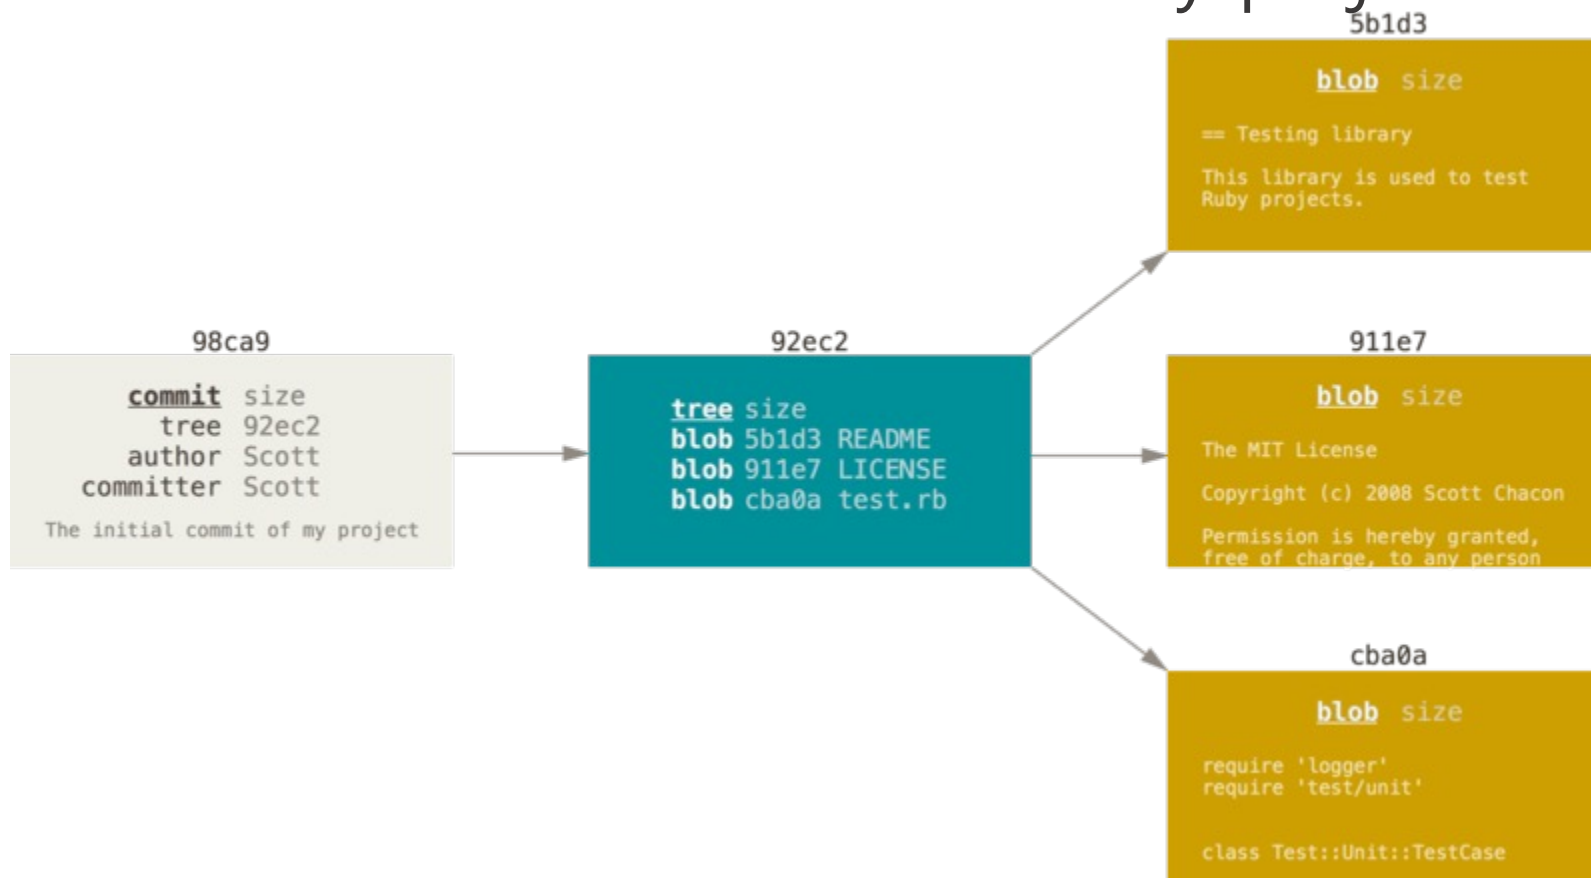 5b1d3
blob size
== Testing library
This library is used to test
Ruby projects.
98ca9
commit size
tree 92ec2
author Scott
committer Scott
The initial commit of my project
92ec2
tree size
blob 5b1d3 README
blob 911e7 LICENSE
blob cba0a test.rb
911e7
blob size
The MIT License
Copyright (c) 2008 Scott Chacon
Permission is hereby granted,
free of charge, to any person
cba0a
blob size
require 'logger'
require 'test/unit'
class Test::Unit::TestCase